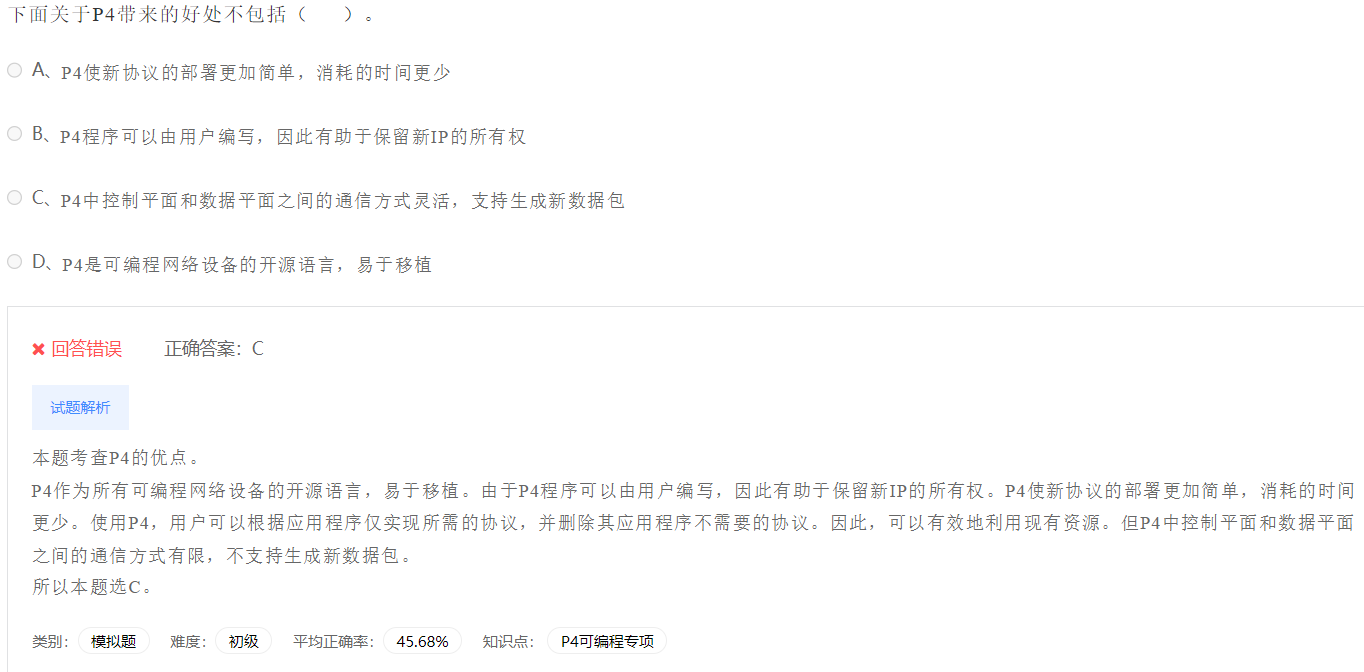 下面关于P4带来的好处不包括（　　）。
A、P4使新协议的部署更加简单，消耗的时间更少
B、P4程序可以由用户编写，因此有助于保留新IP的所有权
C、P4中控制平面和数据平面之间的通信方式灵活，支持生成新数据包
D、P4是可编程网络设备的开源语言，易于移植
回答错误　正确答案：C
试题解析
本题考查P4的优点。
P4作为所有可编程网络设备的开源语言，易于移植。由于P4程序可以由用户编写，因此有助于保留新IP的所有权。P4使新协议的部署更加简单，消耗的时间
更少。使用P4，用户可以根据应用程序仅实现所需的协议，并删除其应用程序不需要的协议。因此，可以有效地利用现有资源。但P4中控制平面和数据平面
之间的通信方式有限，不支持生成新数据包。
所以本题选C。
类别：　模拟题　难度：　初级　平均正确率：　45.68%　知识点：　P4可编程专项